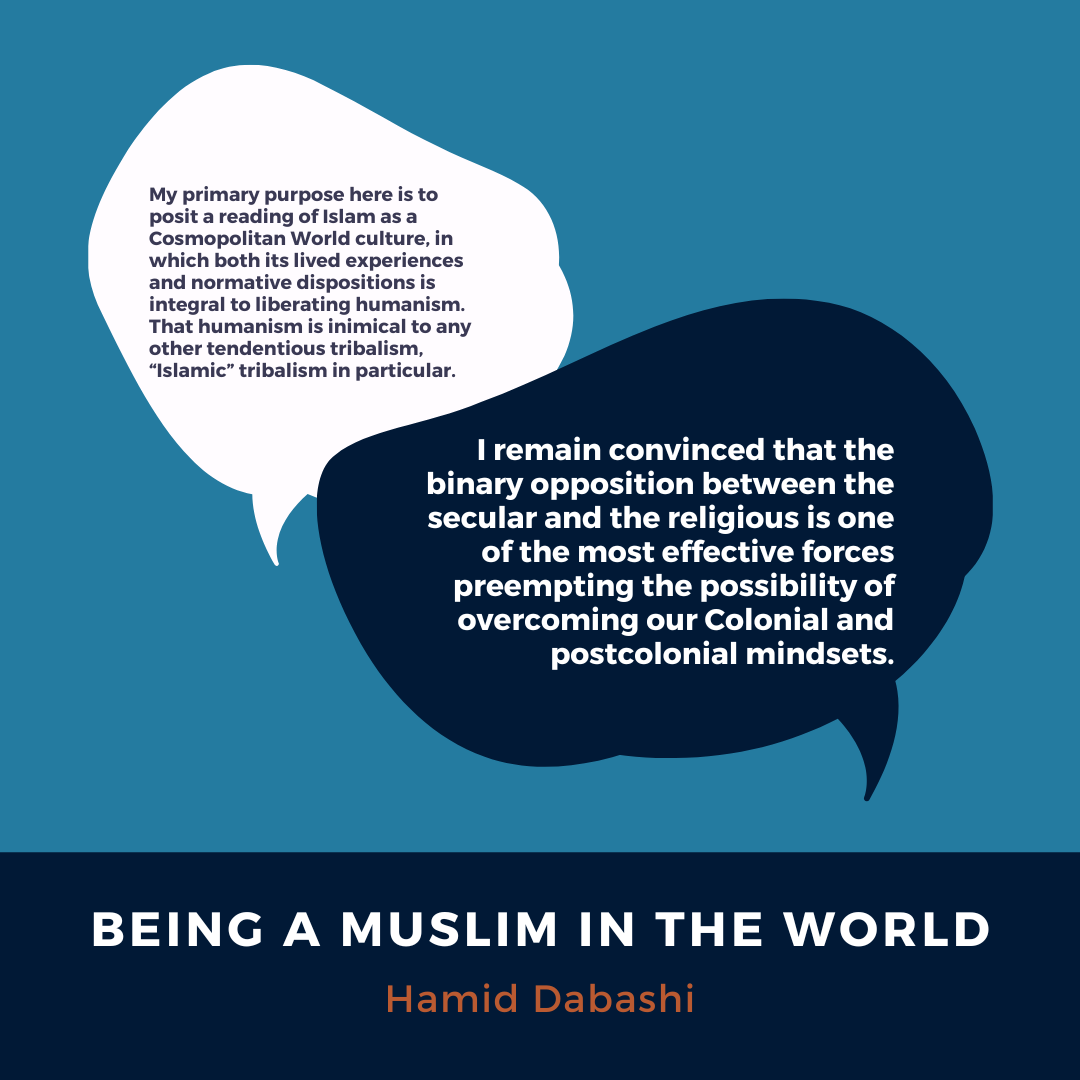 My primary purpose here is to
posit a reading of Islam as a
Cosmopolitan World culture, in
which both its lived experiences
and normative dispositions is
integral to liberating humanism.
That humanism is inimical to any
other tendentious tribalism,
“Islamic” tribalism in particular.
I remain convinced that the
binary opposition between the
secular and the religious is one
of the most effective forces
preempting the possibility of
overcoming our Colonial and
postcolonial mindsets.
BEING A MUSLIM IN THE WORLD
Hamid Dabashi